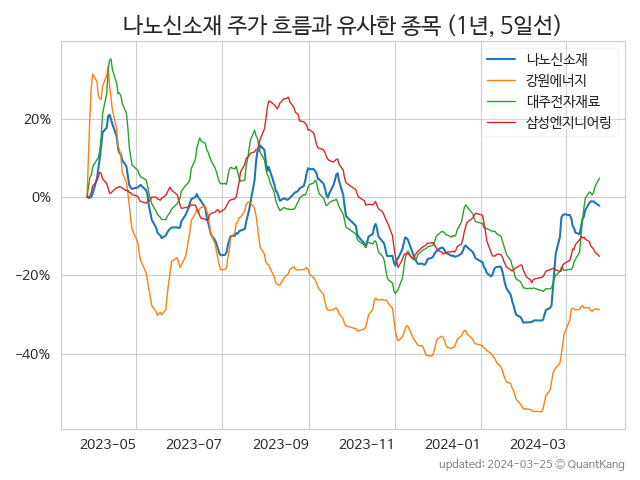 나노신소재 주가 흐름과 유사한 종목 (1년, 5일선)
나노신소재
강원에너지
대주전자재료
삼성엔지니어링
20%
0%
−20%
−40%
2023−05
2023−07
2023−09
2023−11
2024−01
2024−03
updated: 2024-03-25 © QuantKang